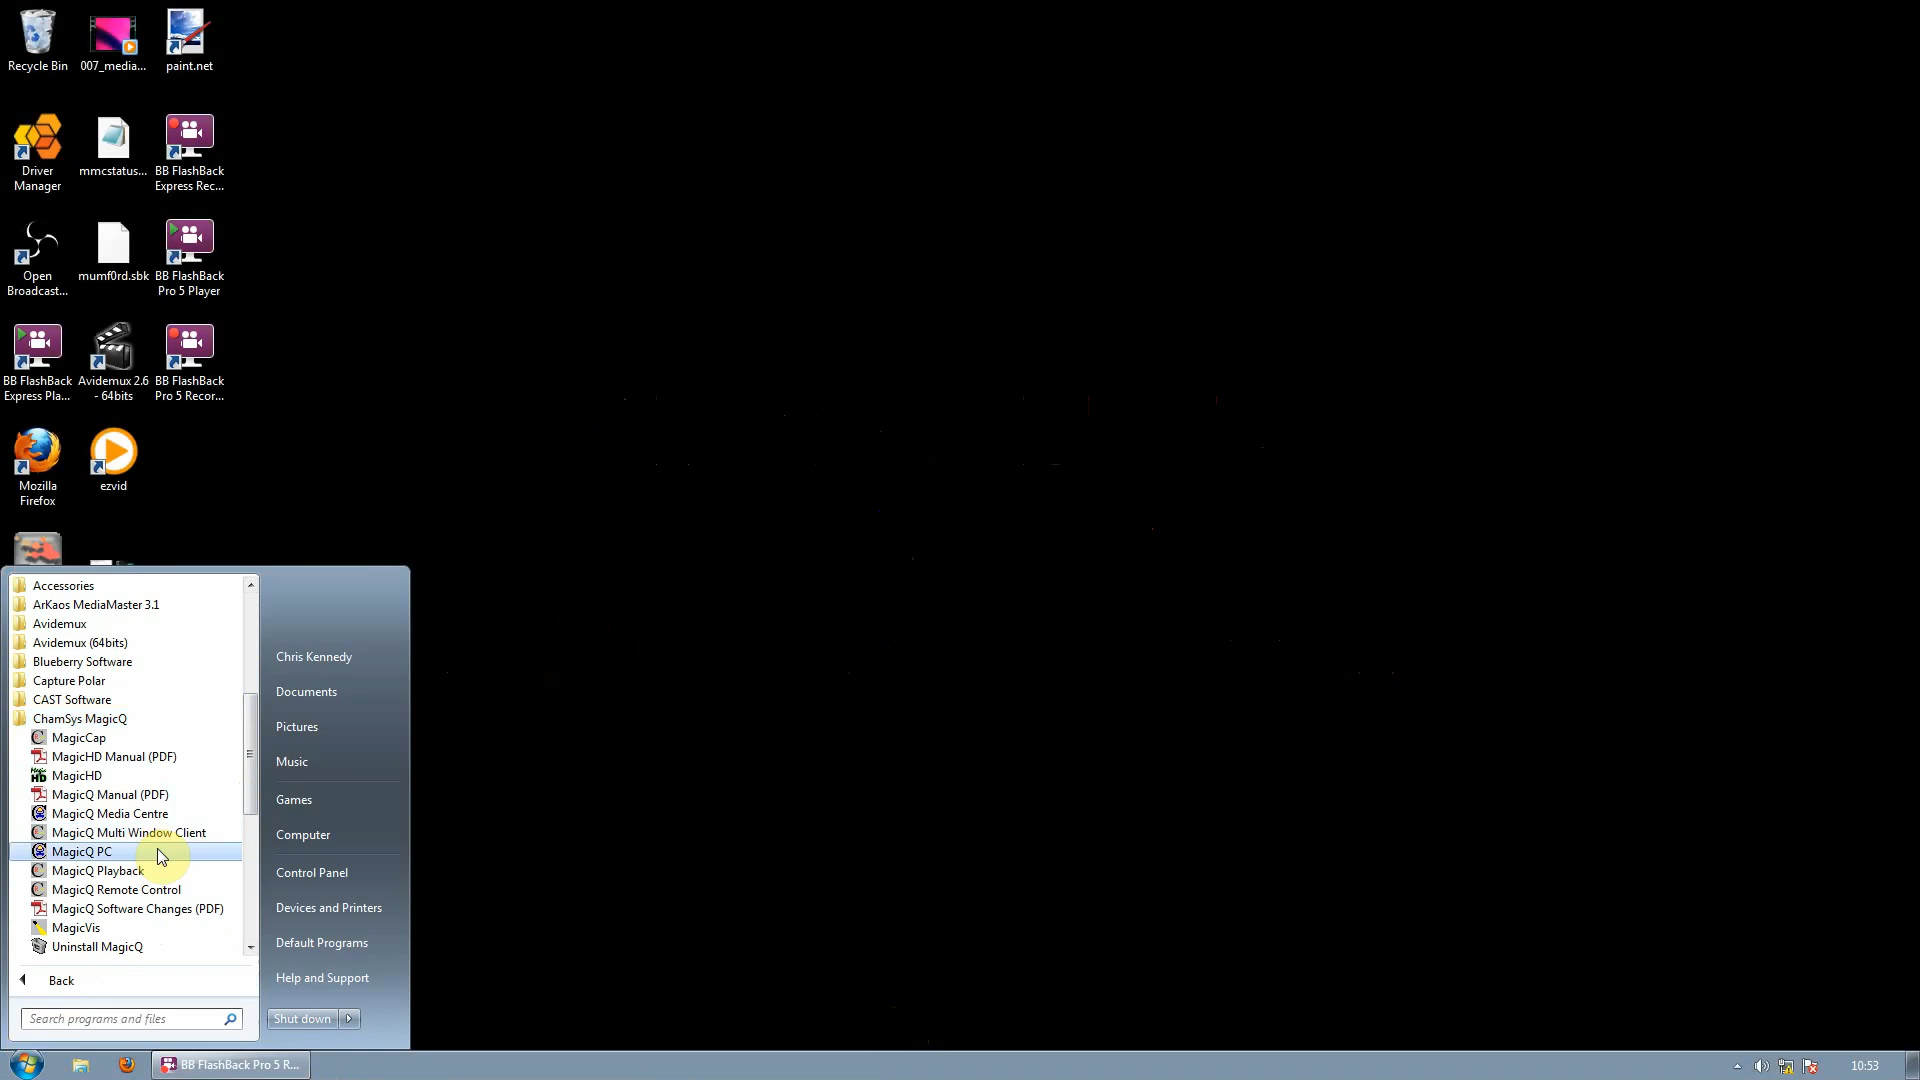 Recycle Bin
007_media...
paint.net
Driver
Manager
mmcstatus...
BB FlashBack
Express Rec...
Open
Broadcast...
mumf0rd.sbk
BB FlashBack
Pro 5 Player
BB FlashBack
Express Pla...
Avidemux 2.6
- 64bits
BB FlashBack
Pro 5 Recor...
Mozilla
Firefox
ezvid
Accessories
ArKaos MediaMaster 3.1
Avidemux
Avidemux (64bits)
Blueberry Software
Capture Polar
CAST Software
ChamSys MagicQ
MagicCap
MagicHD Manual (PDF)
MagicHD
MagicQ Manual (PDF)
MagicQ Media Centre
MagicQ Multi Window Client
MagicQ PC
MagicQ Playback
MagicQ Remote Control
MagicQ Software Changes (PDF)
MagicVis
Uninstall MagicQ
Back
Search programs and files
Chris Kennedy
Documents
Pictures
Music
Games
Computer
Control Panel
Devices and Printers
Default Programs
Help and Support
Shut down
BB FlashBack Pro 5 R...
10:53